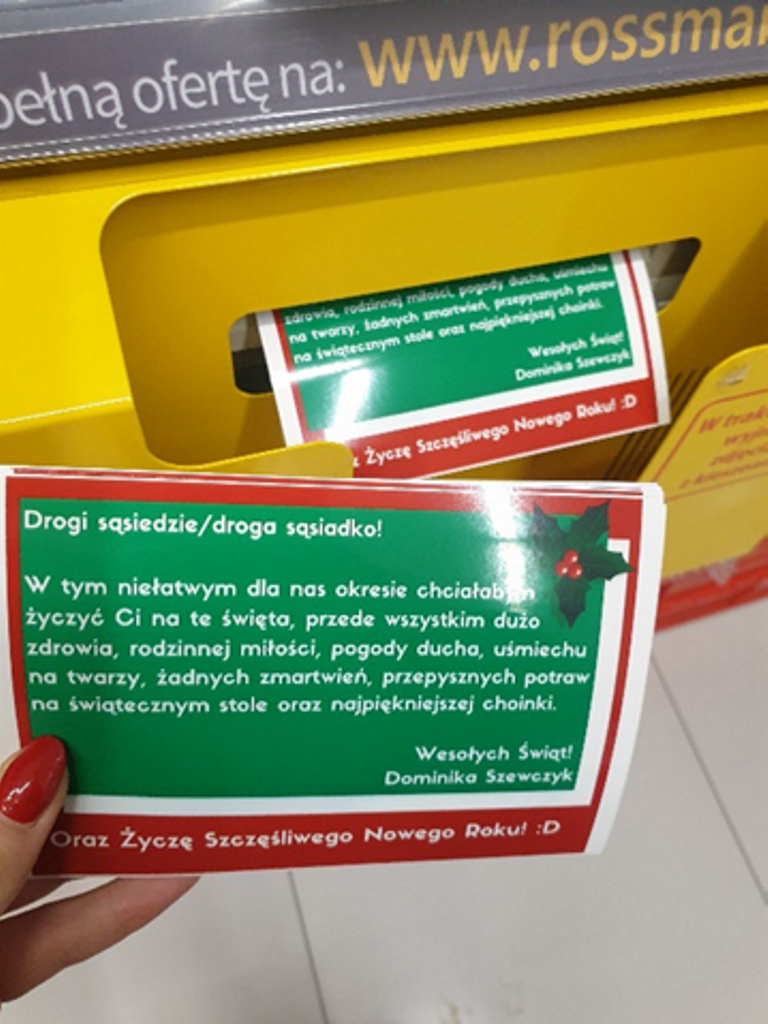 pełną ofertę na: www.rossma
zdrowia, rodzinnej miłości, pogody ducha, uśmiechu
na twarzy, żadnych zmartwień, przepysznych potraw
na świątecznym stole oraz najpiękniejszej choinki.
Wesołych Świąt!
Dominika Szewczyk
z Życzę Szczęśliwego Nowego Roku! :D
W trak
Drogi sąsiedzie/droga sąsiadko!
W tym niełatwym dla nas okresie chciałabym
życzyć Ci na te święta, przede wszystkim dużo
zdrowia, rodzinnej miłości, pogody ducha, uśmiechu
na twarzy, żadnych zmartwień, przepysznych potraw
na świątecznym stole oraz najpiękniejszej choinki.
Wesołych Świąt!
Dominika Szewczyk
Oraz Życzę Szczęśliwego Nowego Roku! :D